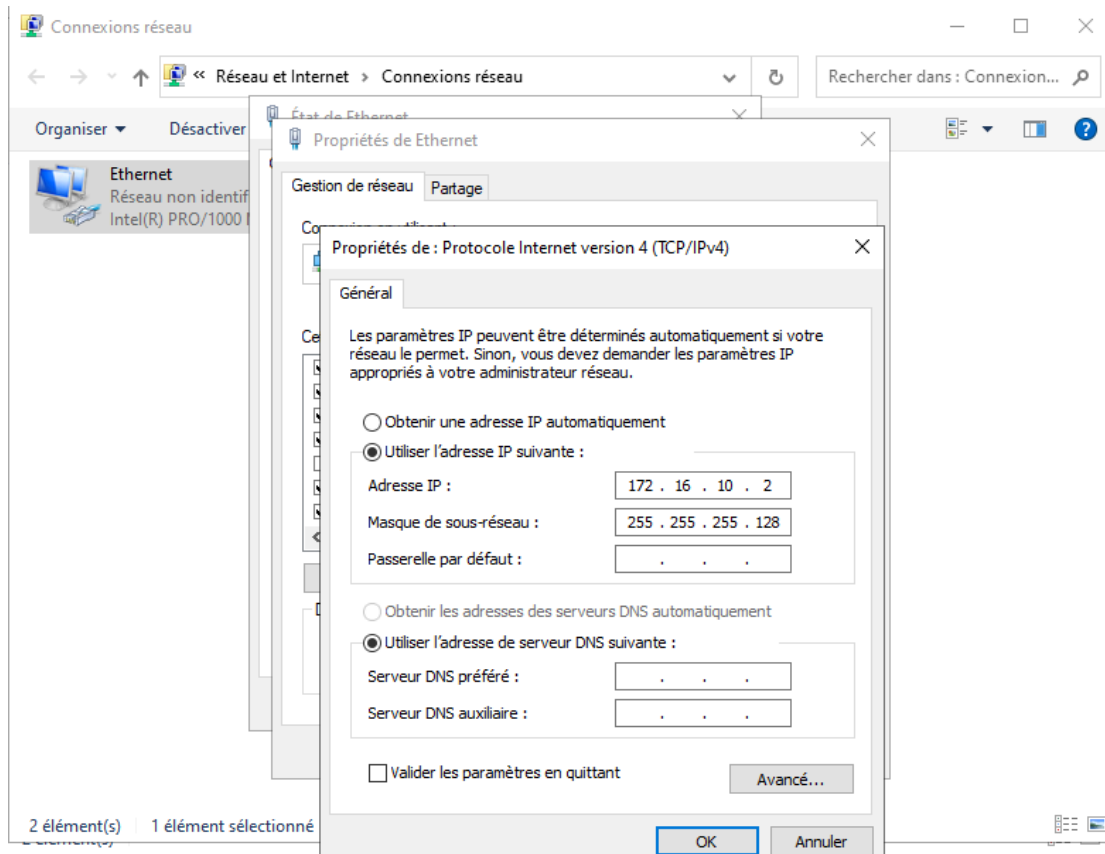 Connexions réseau
« Réseau et Internet › Connexions réseau
Rechercher dans : Connexion...
Organiser
Désactiver
Ethernet
Réseau non identif
Intel(R) PRO/1000
État de Ethernet
Propriétés de Ethernet
Gestion de réseau
Partage
Propriétés de : Protocole Internet version 4 (TCP/IPv4)
Général
Les paramètres IP peuvent être déterminés automatiquement si votre
réseau le permet. Sinon, vous devez demander les paramètres IP
appropriés à votre administrateur réseau.
Obtenir une adresse IP automatiquement
Utiliser l'adresse IP suivante :
Adresse IP : 172 . 16 . 10 . 2
Masque de sous-réseau : 255 . 255 . 255 . 128
Passerelle par défaut : . . .
Obtenir les adresses des serveurs DNS automatiquement
Utiliser l'adresse de serveur DNS suivante :
Serveur DNS préféré : . . .
Serveur DNS auxiliaire : . . .
Valider les paramètres en quittant
Avancé...
OK
Annuler
2 élément(s)
1 élément sélectionné